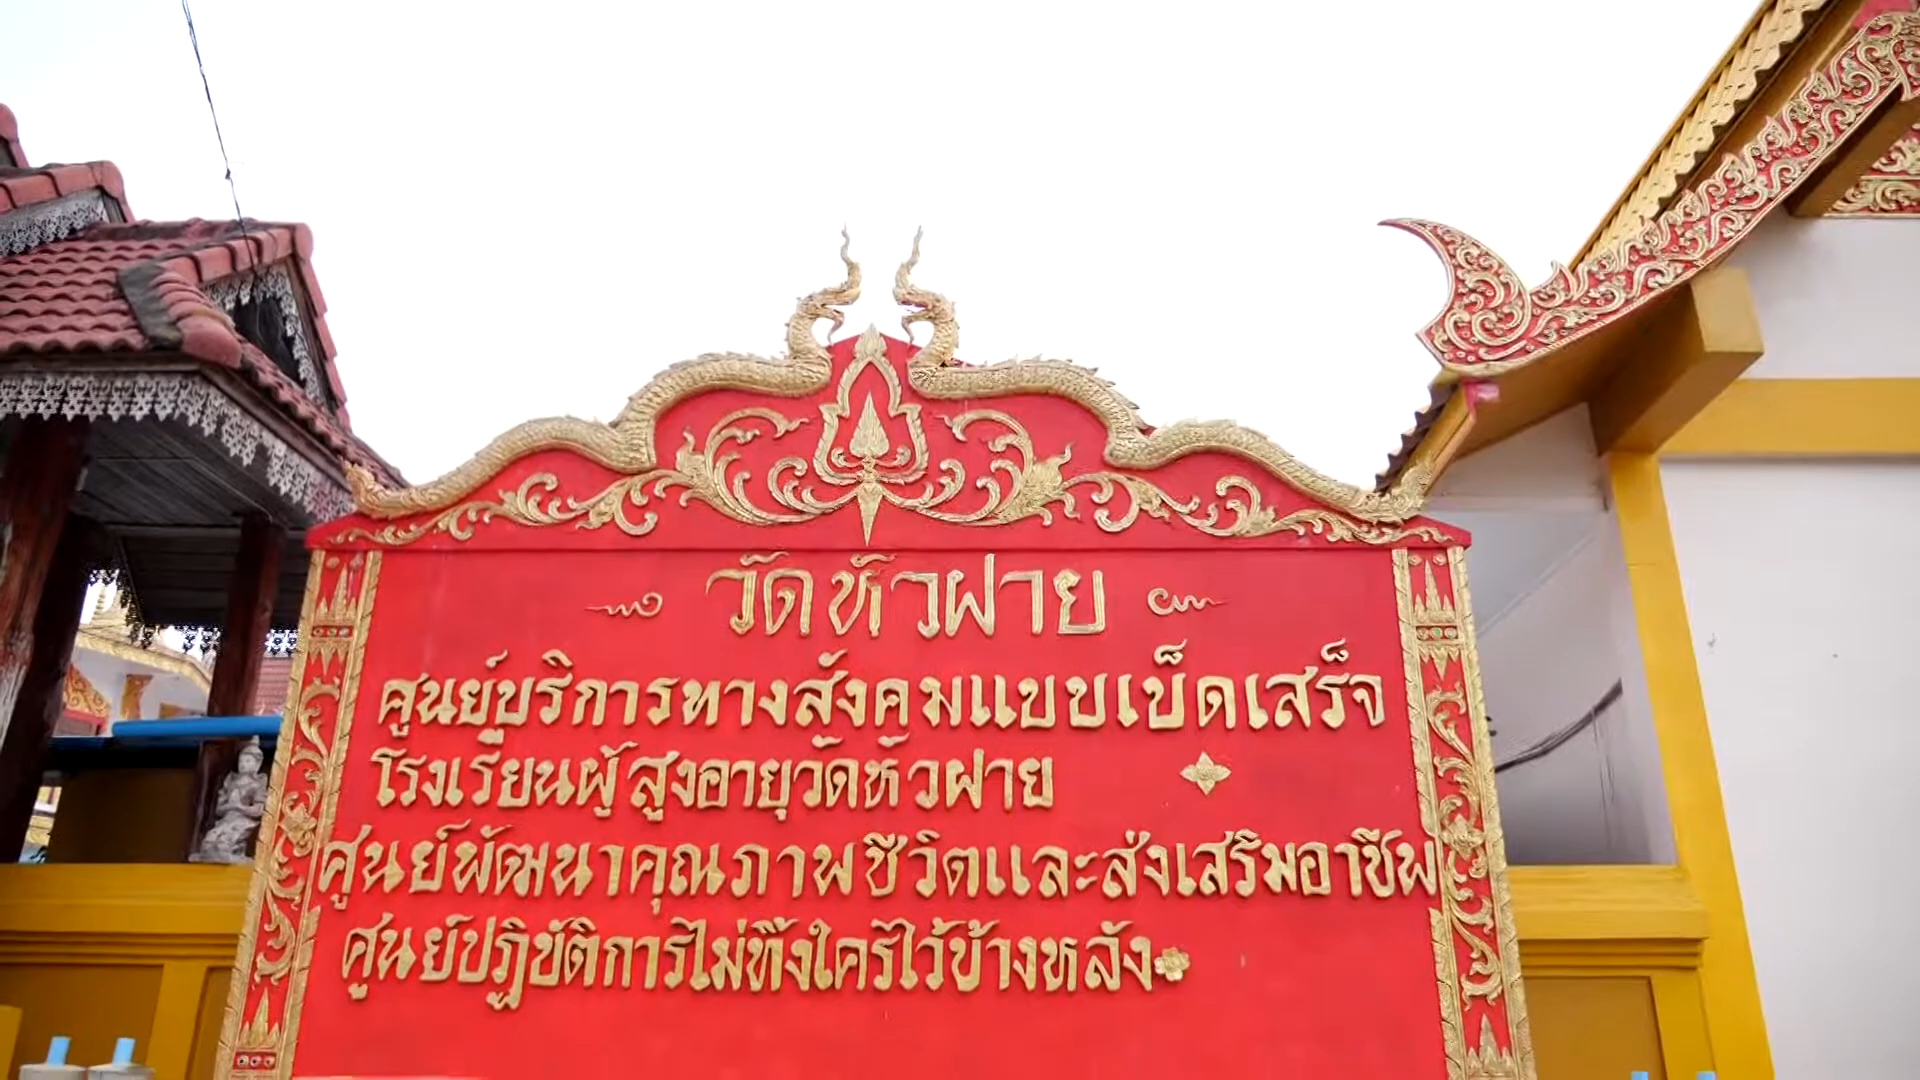 วัดหัวฝาย
ศูนย์บริการทางสังคมแบบเบ็ดเสร็จ
โรงเรียนผู้สูงอายุวัดหัวฝาย
ศูนย์พัฒนาคุณภาพชีวิตและส่งเสริมอาชีพ
ศูนย์ปฏิบัติการไม่ทิ้งใครไว้ข้างหลัง